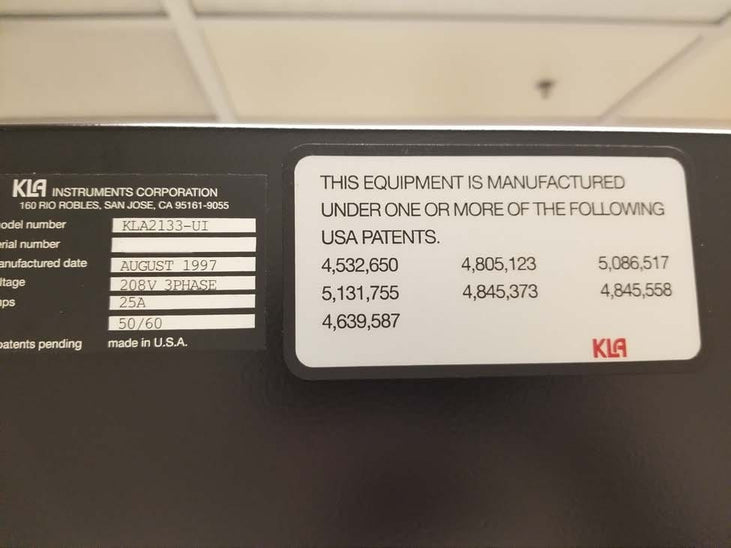 KLA INSTRUMENTS CORPORATION
160 RIO ROBLES, SAN JOSE, CA 95161-9055
odel number KLA2133-UI
rial number
anufactured date AUGUST 1997
ltage 208V 3PHASE
ps 25A
50/60
patents pending made in U.S.A.
THIS EQUIPMENT IS MANUFACTURED
UNDER ONE OR MORE OF THE FOLLOWING
USA PATENTS.
4,532,650 4,805,123 5,086,517
5,131,755 4,845,373 4,845,558
4,639,587
KLA